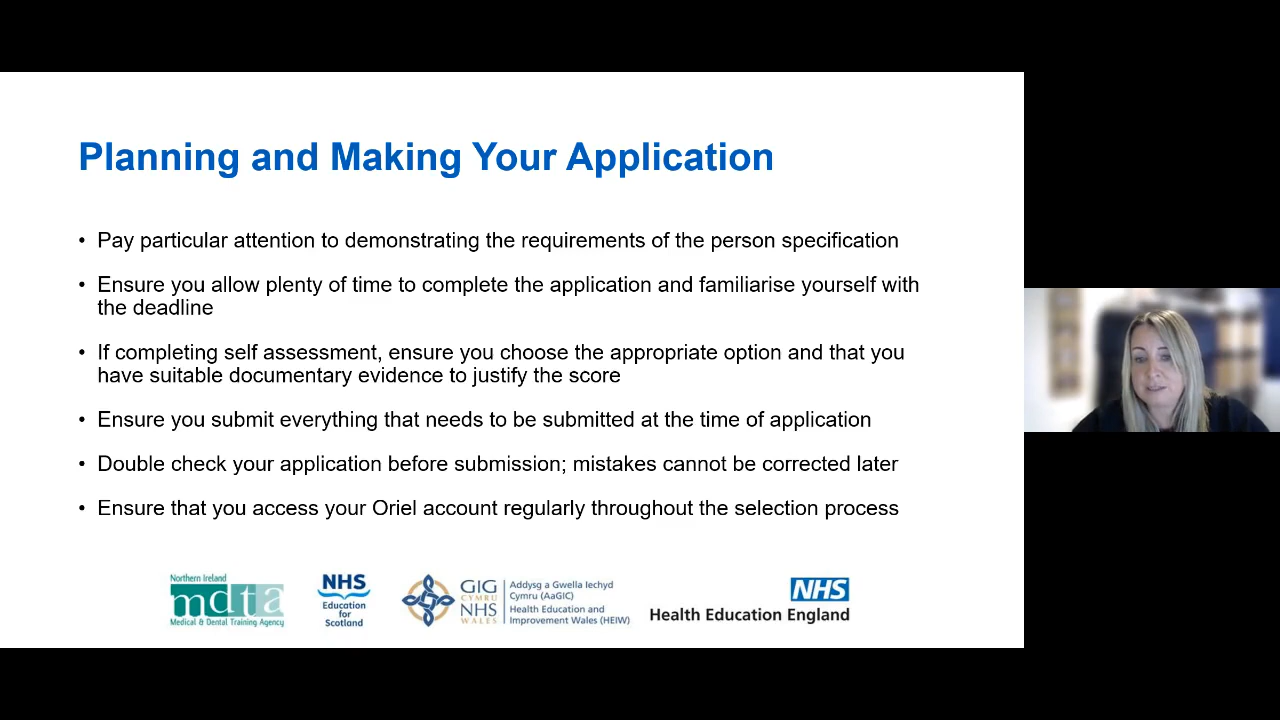 Planning and Making Your Application
• Pay particular attention to demonstrating the requirements of the person specification
• Ensure you allow plenty of time to complete the application and familiarise yourself with
the deadline
• If completing self assessment, ensure you choose the appropriate option and that you
have suitable documentary evidence to justify the score
• Ensure you submit everything that needs to be submitted at the time of application
• Double check your application before submission; mistakes cannot be corrected later
• Ensure that you access your Oriel account regularly throughout the selection process
Northern Ireland
mdta
Medical & Dental Training Agency
NHS
Education
for
Scotland
GIG
CYMRU
NHS
WALES
Addysg a Gwella Iechyd
Cymru (AaGIC)
Health Education and
Improvement Wales (HEIW)
NHS
Health Education England